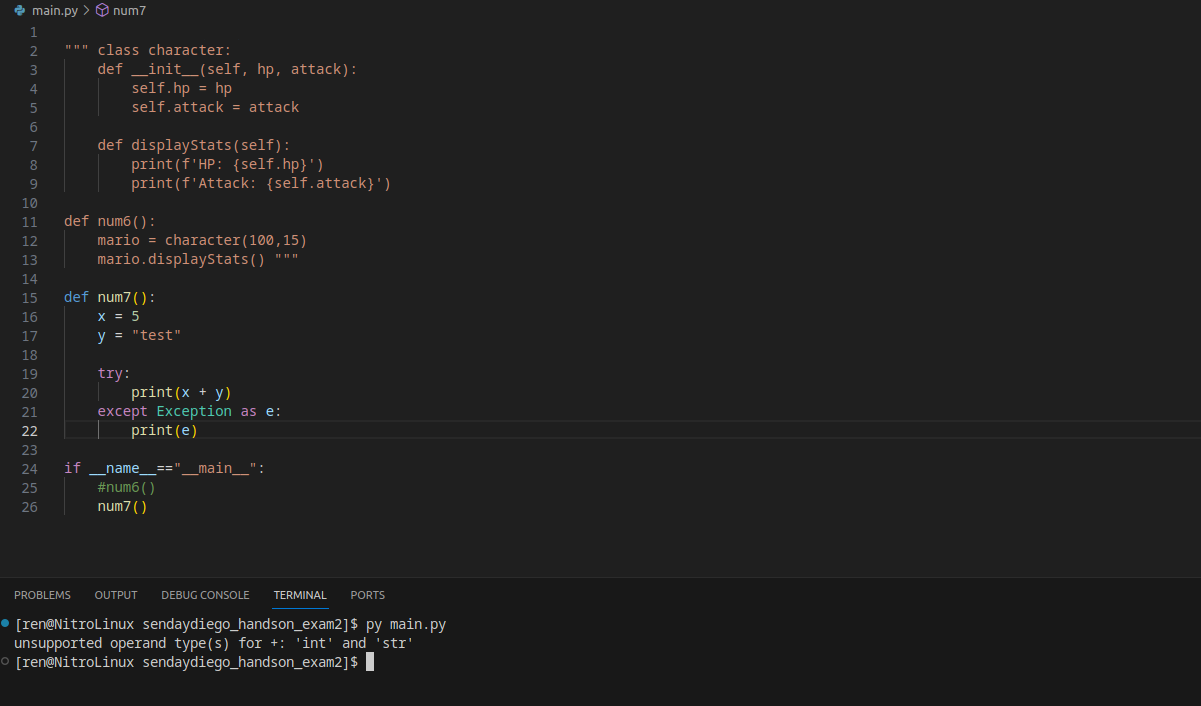 main.py > num7
1
2 """ class character:
3 def __init__(self, hp, attack):
4 self.hp = hp
5 self.attack = attack
6
7 def displayStats(self):
8 print(f'HP: {self.hp}')
9 print(f'Attack: {self.attack}')
10
11 def num6():
12 mario = character(100,15)
13 mario.displayStats() """
14
15 def num7():
16 x = 5
17 y = "test"
18
19 try:
20 print(x + y)
21 except Exception as e:
22 print(e)
23
24 if __name__=="__main__":
25 #num6()
26 num7()
PROBLEMS OUTPUT DEBUG CONSOLE TERMINAL PORTS
[ren@NitroLinux sendaydiego_handson_exam2]$ py main.py
unsupported operand type(s) for +: 'int' and 'str'
[ren@NitroLinux sendaydiego_handson_exam2]$